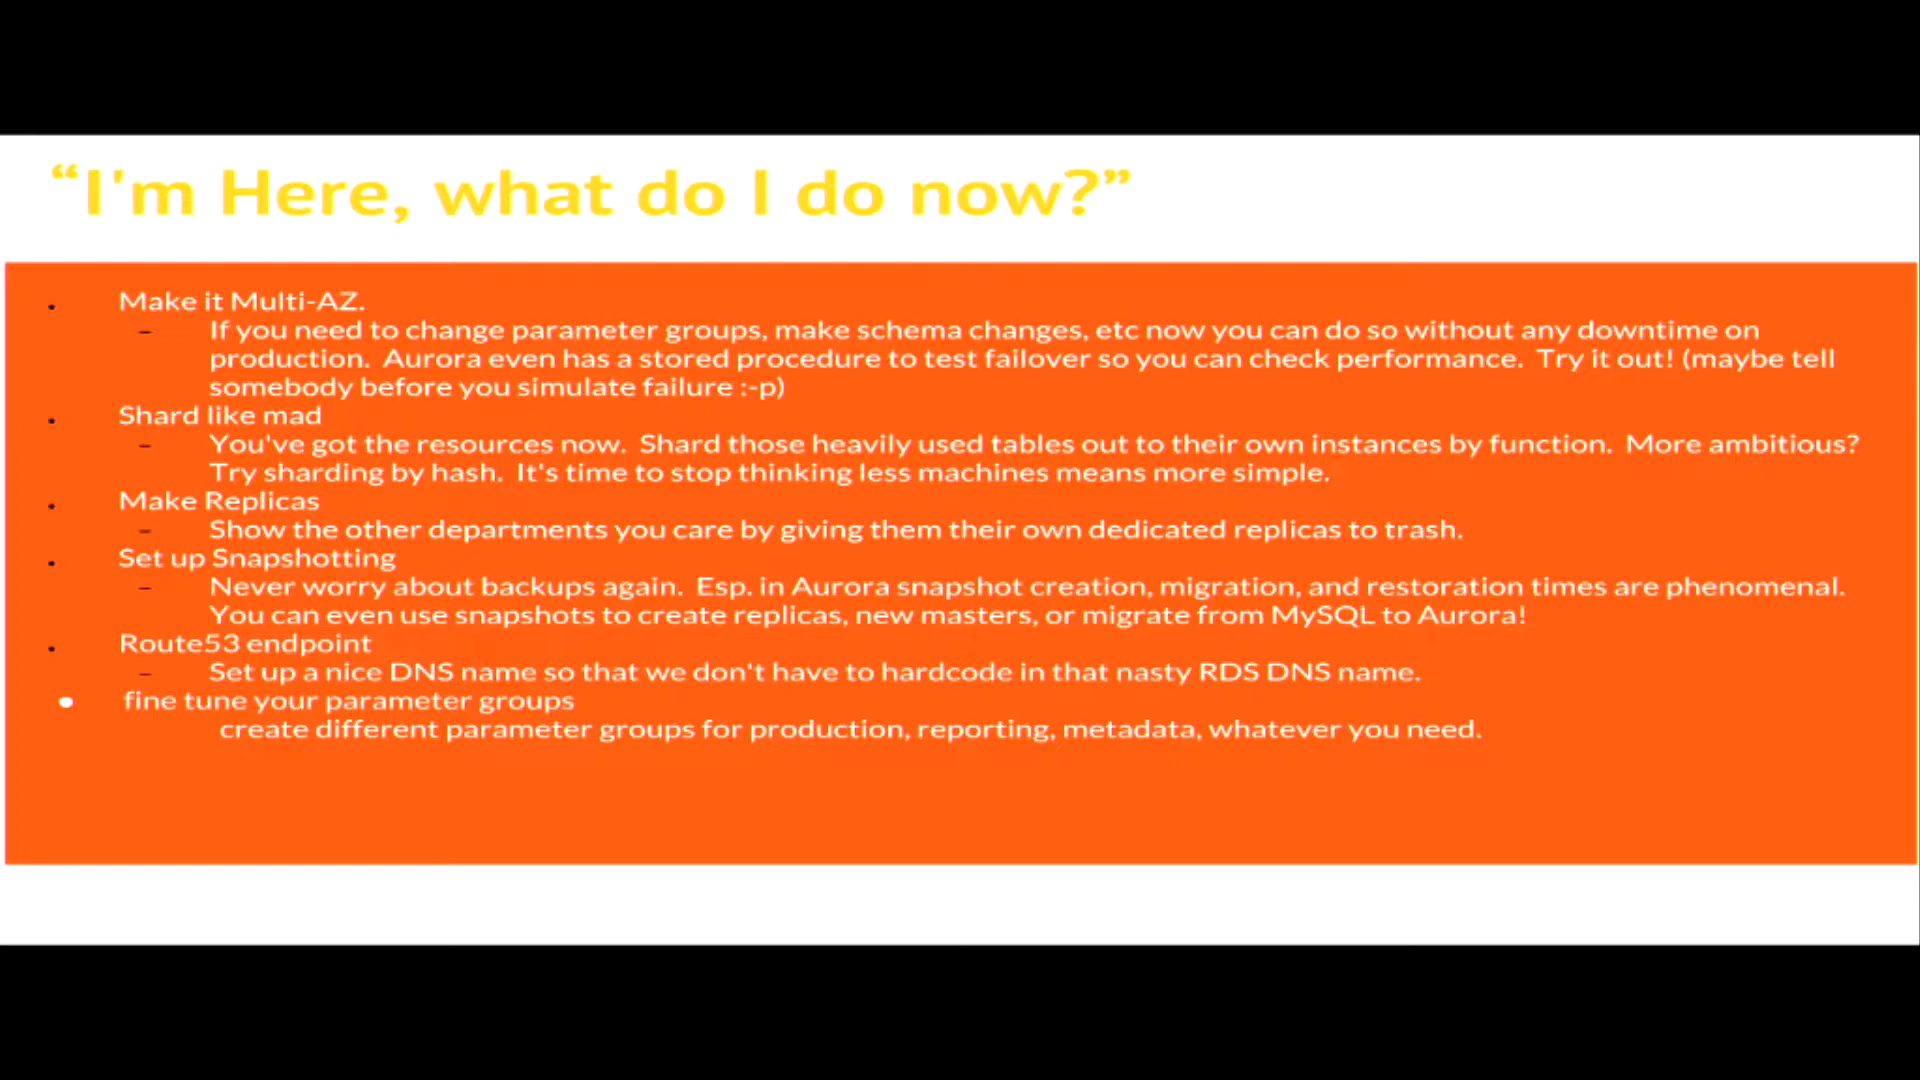 “I'm Here, what do I do now?”
. Make it Multi-AZ.
– If you need to change parameter groups, make schema changes, etc now you can do so without any downtime on
production.  Aurora even has a stored procedure to test failover so you can check performance.  Try it out! (maybe tell
somebody before you simulate failure :-p)
. Shard like mad
– You've got the resources now.  Shard those heavily used tables out to their own instances by function.  More ambitious?
Try sharding by hash.  It's time to stop thinking less machines means more simple.
. Make Replicas
– Show the other departments you care by giving them their own dedicated replicas to trash.
. Set up Snapshotting
– Never worry about backups again.  Esp. in Aurora snapshot creation, migration, and restoration times are phenomenal.
You can even use snapshots to create replicas, new masters, or migrate from MySQL to Aurora!
. Route53 endpoint
– Set up a nice DNS name so that we don't have to hardcode in that nasty RDS DNS name.
● fine tune your parameter groups
create different parameter groups for production, reporting, metadata, whatever you need.